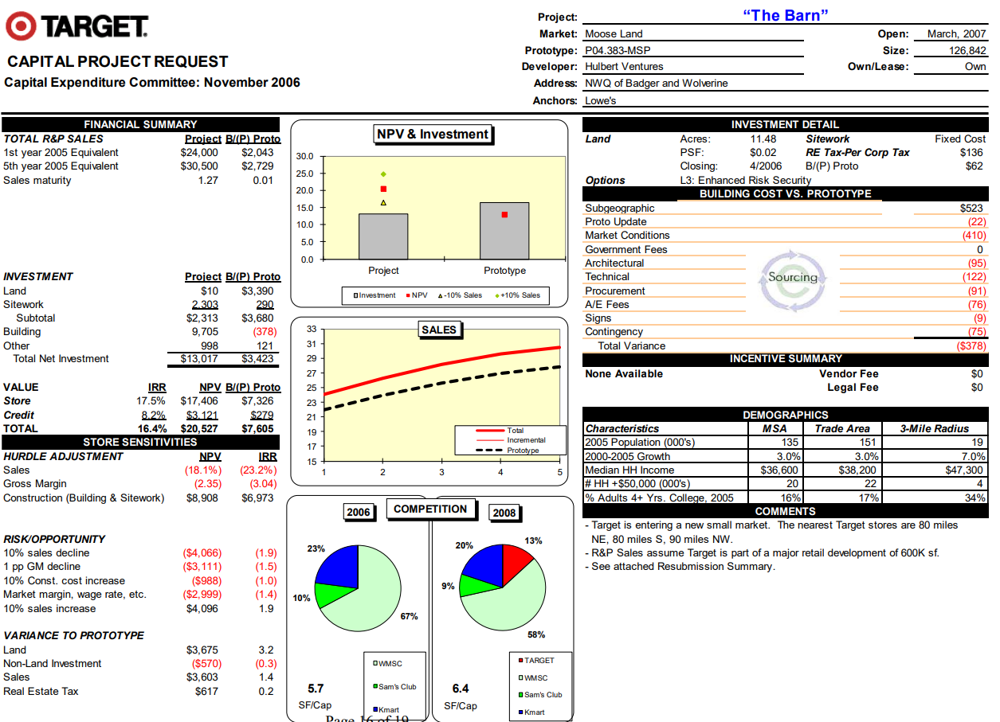 TARGET
CAPITAL PROJECT REQUEST
Capital Expenditure Committee: November 2006
Project: “The Barn”
Market: Moose Land Open: March, 2007
Prototype: P04.383-MSP Size: 126,842
Developer: Hulbert Ventures Own/Lease: Own
Address: NWQ of Badger and Wolverine
Anchors: Lowe's
FINANCIAL SUMMARY
TOTAL R&P SALES Project B/(P) Proto
1st year 2005 Equivalent $24,000 $2,043
5th year 2005 Equivalent $30,500 $2,729
Sales maturity 1.27 0.01
INVESTMENT Project B/(P) Proto
Land $10 $3,390
Sitework 2,303 290
Subtotal $2,313 $3,680
Building 9,705 (378)
Other 998 121
Total Net Investment $13,017 $3,423
VALUE IRR NPV B/(P) Proto
Store 17.5% $17,406 $7,326
Credit 8.2% $3,121 $279
TOTAL 16.4% $20,527 $7,605
STORE SENSITIVITIES
HURDLE ADJUSTMENT NPV IRR
Sales (18.1%) (23.2%)
Gross Margin (2.35) (3.04)
Construction (Building & Sitework) $8,908 $6,973
RISK/OPPORTUNITY
10% sales decline ($4,066) (1.9)
1 pp GM decline ($3,111) (1.5)
10% Const. cost increase ($988) (1.0)
Market margin, wage rate, etc. ($2,999) (1.4)
10% sales increase $4,096 1.9
VARIANCE TO PROTOTYPE
Land $3,675 3.2
Non-Land Investment ($570) (0.3)
Sales $3,603 1.4
Real Estate Tax $617 0.2
NPV & Investment
30.0
25.0
20.0
15.0
10.0
5.0
0.0
Project Prototype
Investment NPV -10% Sales +10% Sales
SALES
33
31
29
27
25
23
21
19
17
15
1 2 3 4 5
Total
Incremental
Prototype
COMPETITION
2006
23%
10%
67%
5.7
SF/Cap
WMSC
Sam's Club
Kmart
2008
20%
13%
9%
58%
6.4
SF/Cap
TARGET
WMSC
Sam's Club
Kmart
Page 16 of 19
INVESTMENT DETAIL
Land Acres: 11.48 Sitework Fixed Cost
PSF: $0.02 RE Tax-Per Corp Tax $136
Closing: 4/2006 B/(P) Proto $62
Options L3: Enhanced Risk Security
BUILDING COST VS. PROTOTYPE
Subgeographic $523
Proto Update (22)
Market Conditions (410)
Government Fees 0
Architectural (95)
Technical (122)
Procurement (91)
A/E Fees (76)
Signs (9)
Contingency (75)
Total Variance ($378)
Sourcing
INCENTIVE SUMMARY
None Available Vendor Fee $0
Legal Fee $0
DEMOGRAPHICS
Characteristics MSA Trade Area 3-Mile Radius
2005 Population (000's) 135 151 19
2000-2005 Growth 3.0% 3.0% 7.0%
Median HH Income $36,600 $38,200 $47,300
# HH +$50,000 (000's) 20 22 4
% Adults 4+ Yrs. College, 2005 16% 17% 34%
COMMENTS
- Target is entering a new small market. The nearest Target stores are 80 miles
NE, 80 miles S, 90 miles NW.
- R&P Sales assume Target is part of a major retail development of 600K sf.
- See attached Resubmission Summary.